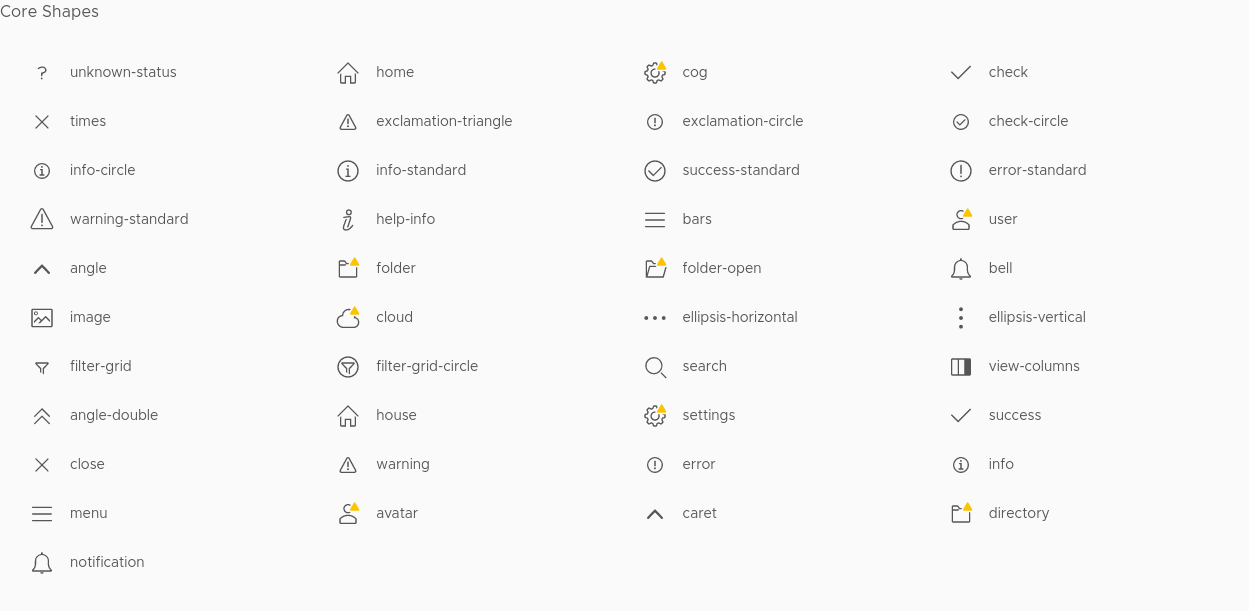 Core Shapes
unknown-status home cog check
times exclamation-triangle exclamation-circle check-circle
info-circle info-standard success-standard error-standard
warning-standard help-info bars user
angle folder folder-open bell
image cloud ellipsis-horizontal ellipsis-vertical
filter-grid filter-grid-circle search view-columns
angle-double house settings success
close warning error info
menu avatar caret directory
notification